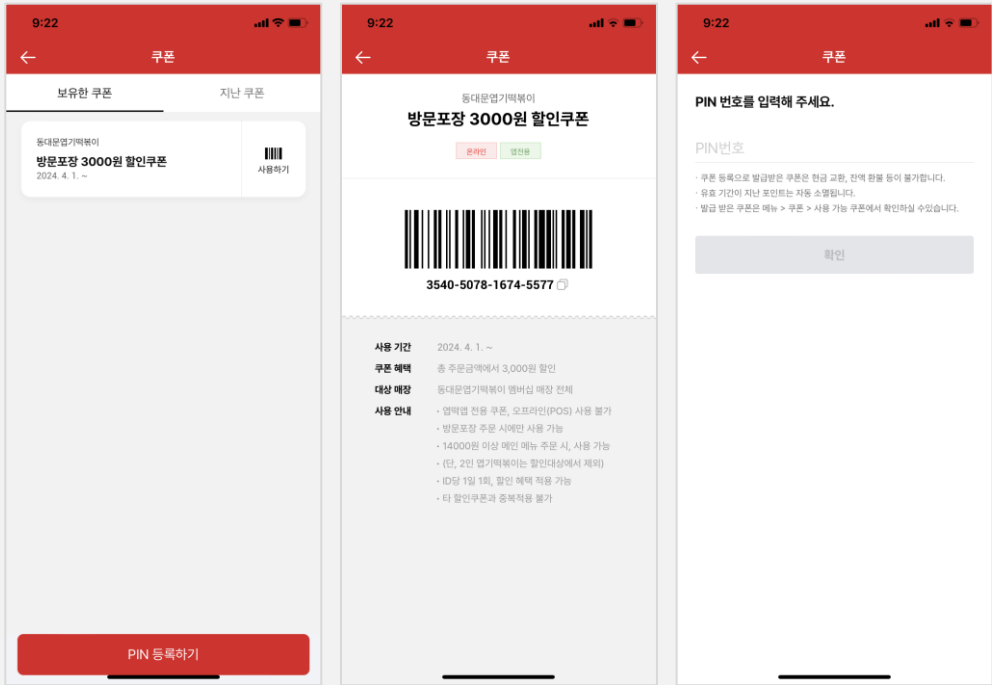 9:22
쿠폰
보유한 쿠폰
지난 쿠폰
동대문엽기떡볶이
방문포장 3000원 할인쿠폰
2024. 4. 1. ~
사용하기
PIN 등록하기
9:22
쿠폰
동대문엽기떡볶이
방문포장 3000원 할인쿠폰
온라인
앱전용
3540-5078-1674-5577
사용 기간 2024. 4. 1. ~
쿠폰 혜택 총 주문금액에서 3,000원 할인
대상 매장 동대문엽기떡볶이 멤버십 매장 전체
사용 안내 · 엽떡앱 전용 쿠폰, 오프라인(POS) 사용 불가
· 방문포장 주문 시에만 사용 가능
· 14000원 이상 메인 메뉴 주문 시, 사용 가능
· (단, 2인 엽기떡볶이는 할인대상에서 제외)
· ID당 1일 1회, 할인 혜택 적용 가능
· 타 할인쿠폰과 중복적용 불가
9:22
쿠폰
PIN 번호를 입력해 주세요.
PIN번호
· 쿠폰 등록으로 발급받은 쿠폰은 현금 교환, 잔액 환불 등이 불가합니다.
· 유효 기간이 지난 포인트는 자동 소멸됩니다.
· 발급 받은 쿠폰은 메뉴 > 쿠폰 > 사용 가능 쿠폰에서 확인하실 수있습니다.
확인